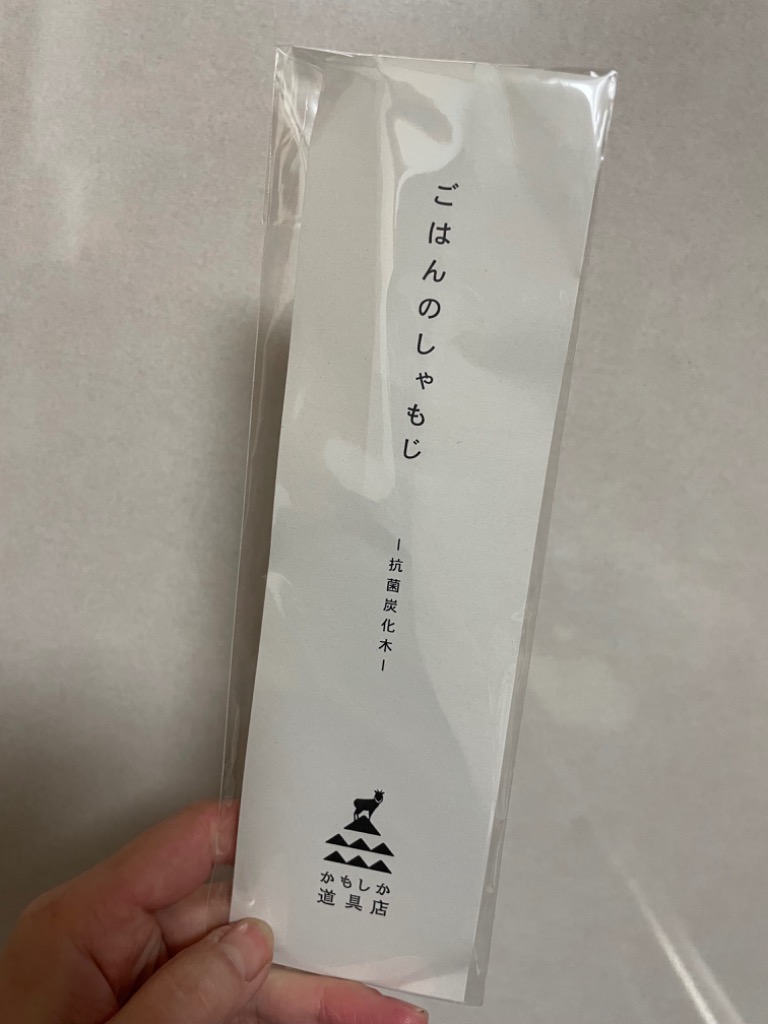 ごはんのしゃもじ
ー抗菌炭化木ー
かもしか
道具店